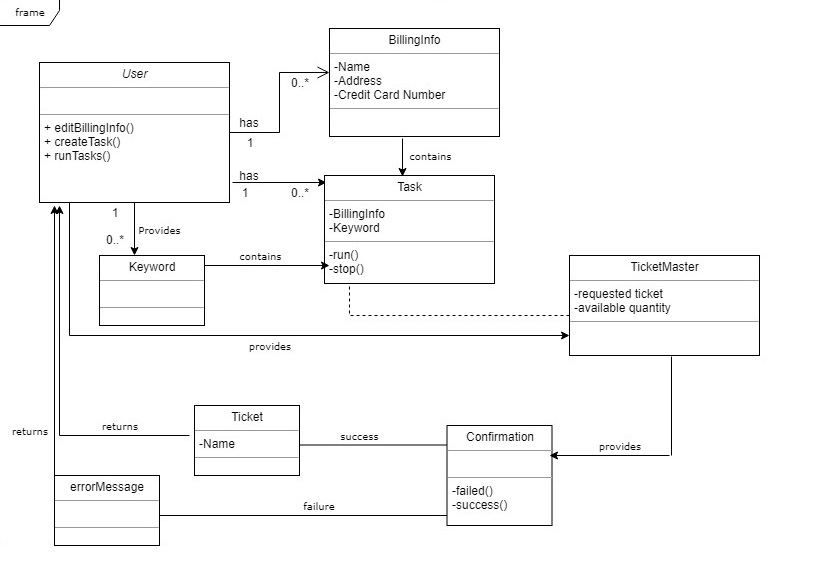 frame
BillingInfo
-Name
-Address
-Credit Card Number
User
+ editBillingInfo()
+ createTask()
+ runTasks()
0..*
has
1
contains
has
1
0..*
Task
-BillingInfo
-Keyword
-run()
-stop()
1
Provides
0..*
Keyword
contains
TicketMaster
-requested ticket
-available quantity
provides
Ticket
-Name
returns
returns
success
Confirmation
-failed()
-success()
provides
errorMessage
failure